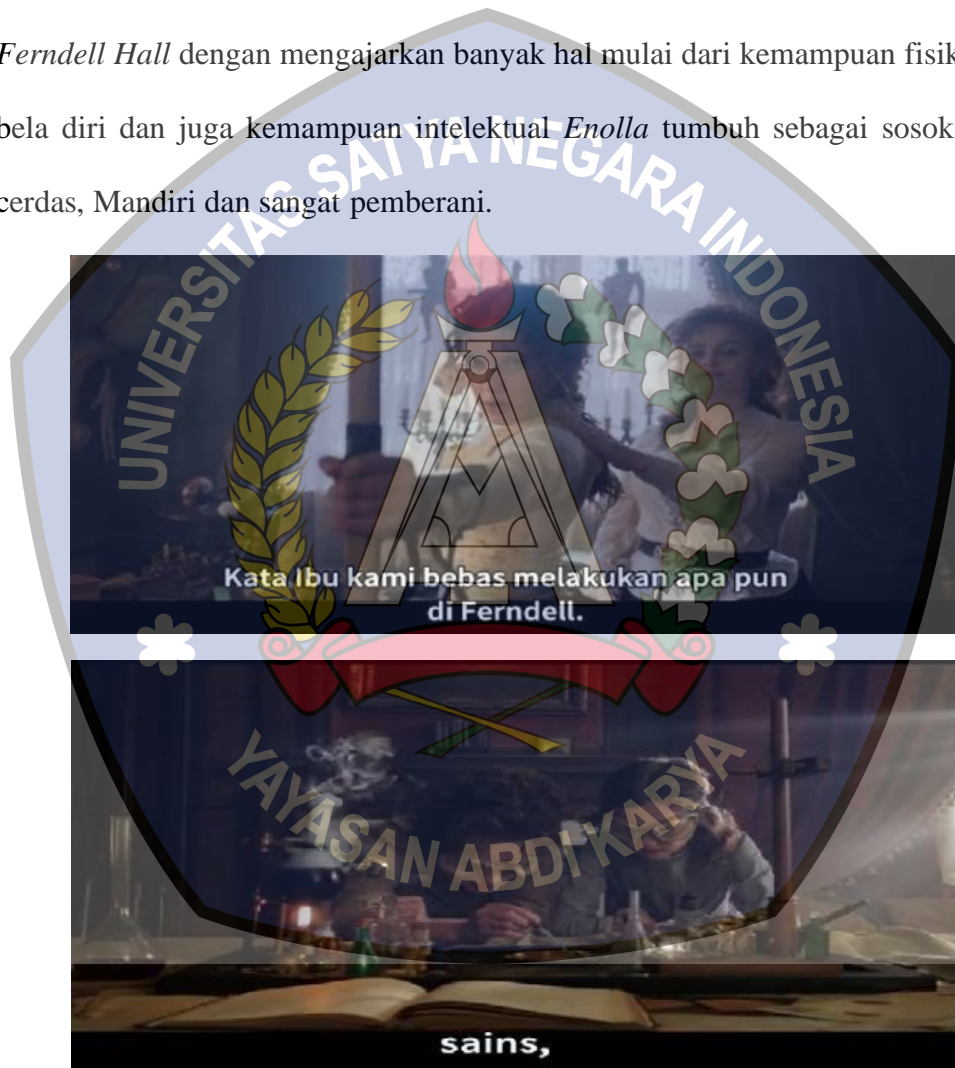 Ferndell Hall dengan mengajarkan banyak hal mulai dari kemampuan fisik
bela diri dan juga kemampuan intelektual Enolla tumbuh sebagai sosok
cerdas, Mandiri dan sangat pemberani.
UNIVERSITAS SATYA NEGARA INDONESIA
Kata Ibu kami bebas melakukan apa pun
di Ferndell.
YAYASAN ABDI KARYA
sains,